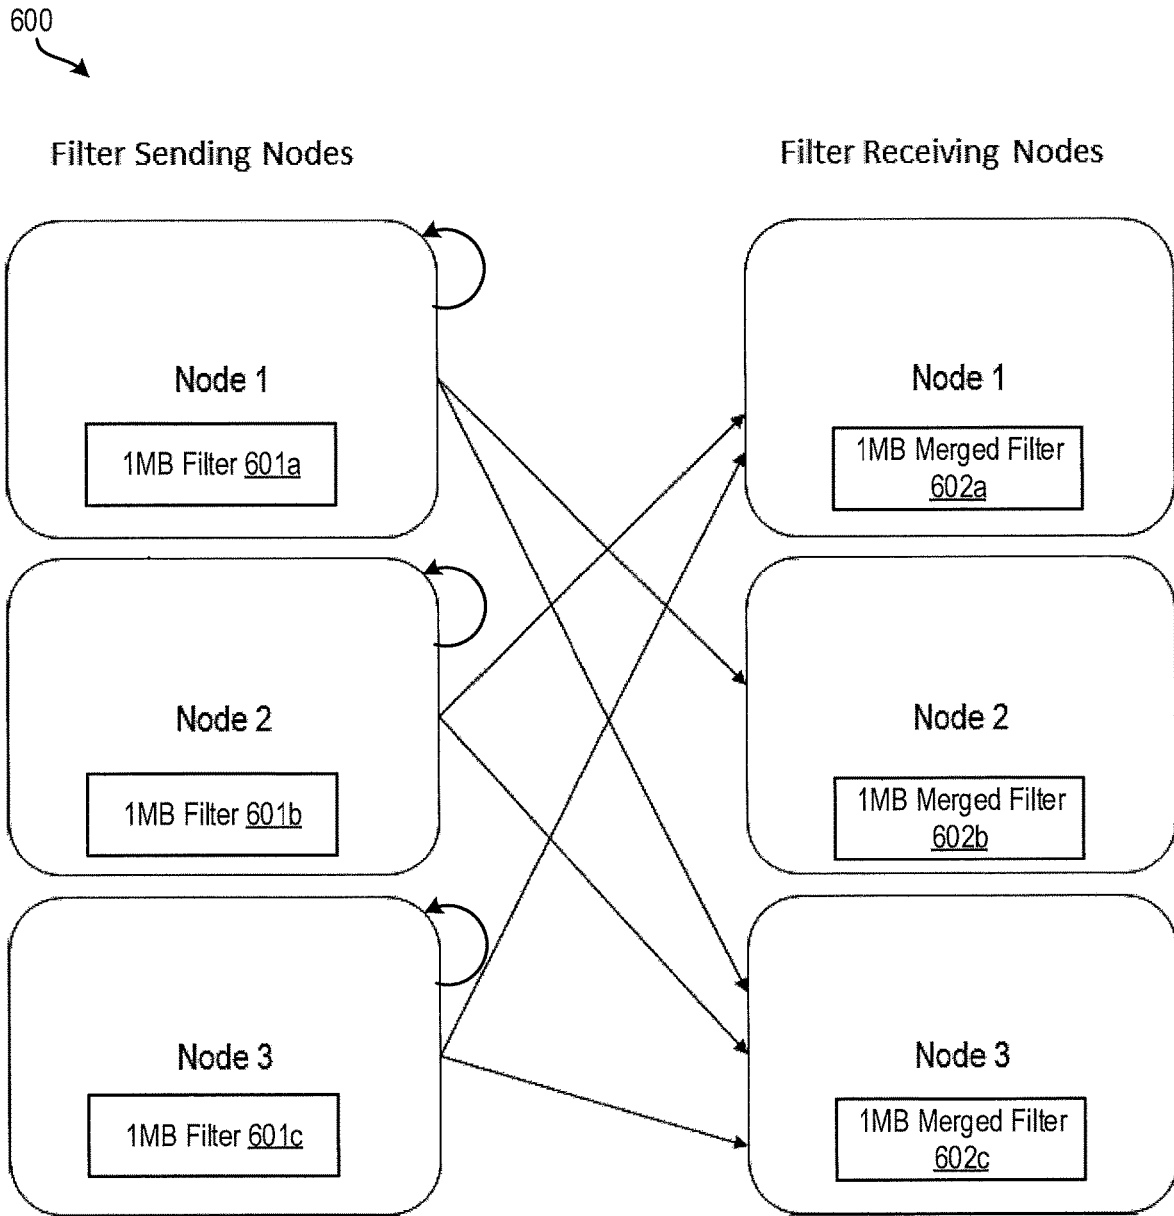 600
Filter Sending Nodes
Filter Receiving Nodes
Node 1
1MB Filter 601a
Node 1
1MB Merged Filter
602a
Node 2
1MB Filter 601b
Node 2
1MB Merged Filter
602b
Node 3
1MB Filter 601c
Node 3
1MB Merged Filter
602c